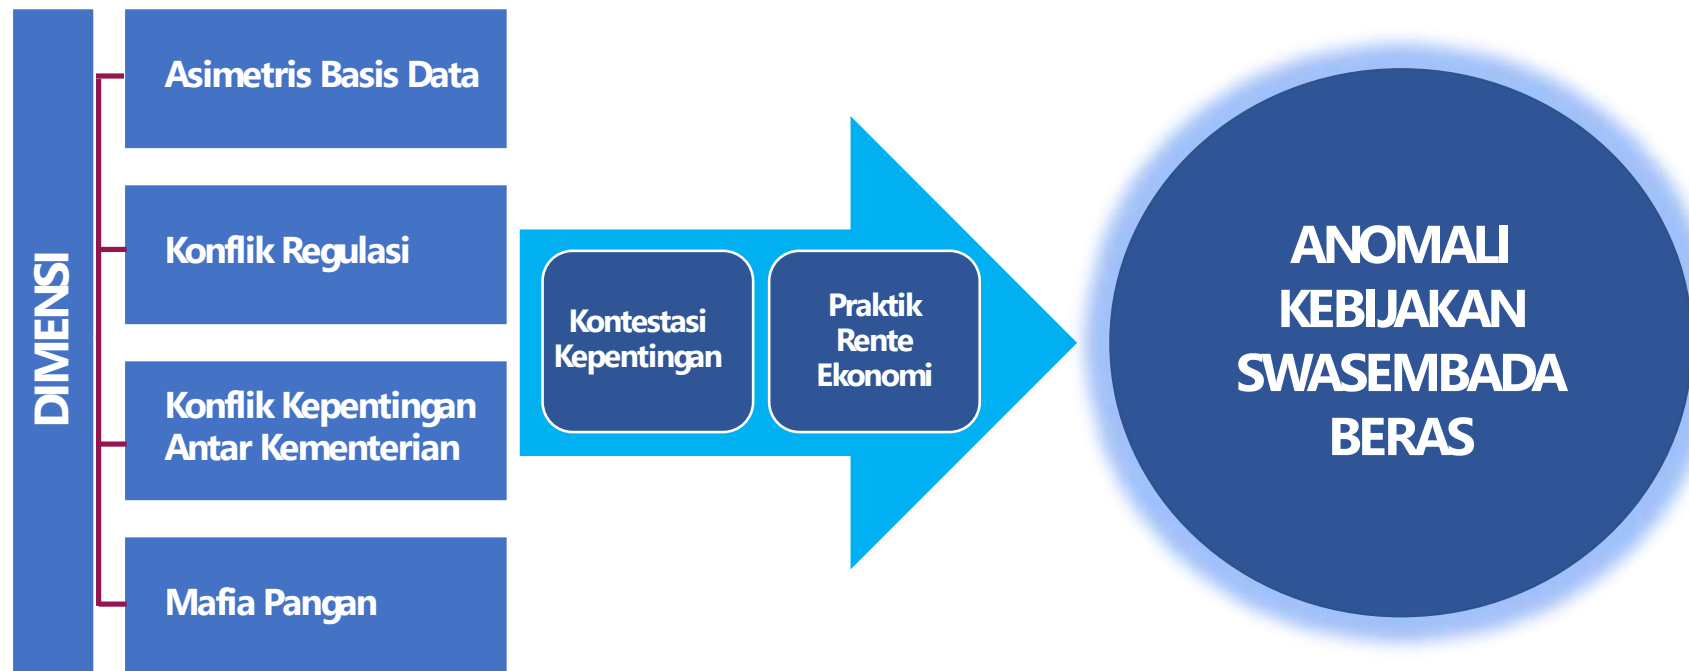 DIMENSI
Asimetris Basis Data
Konflik Regulasi
Konflik Kepentingan
Antar Kementerian
Mafia Pangan
Kontestasi
Kepentingan
Praktik
Rente
Ekonomi
ANOMALI
KEBIJAKAN
SWASEMBADA
BERAS